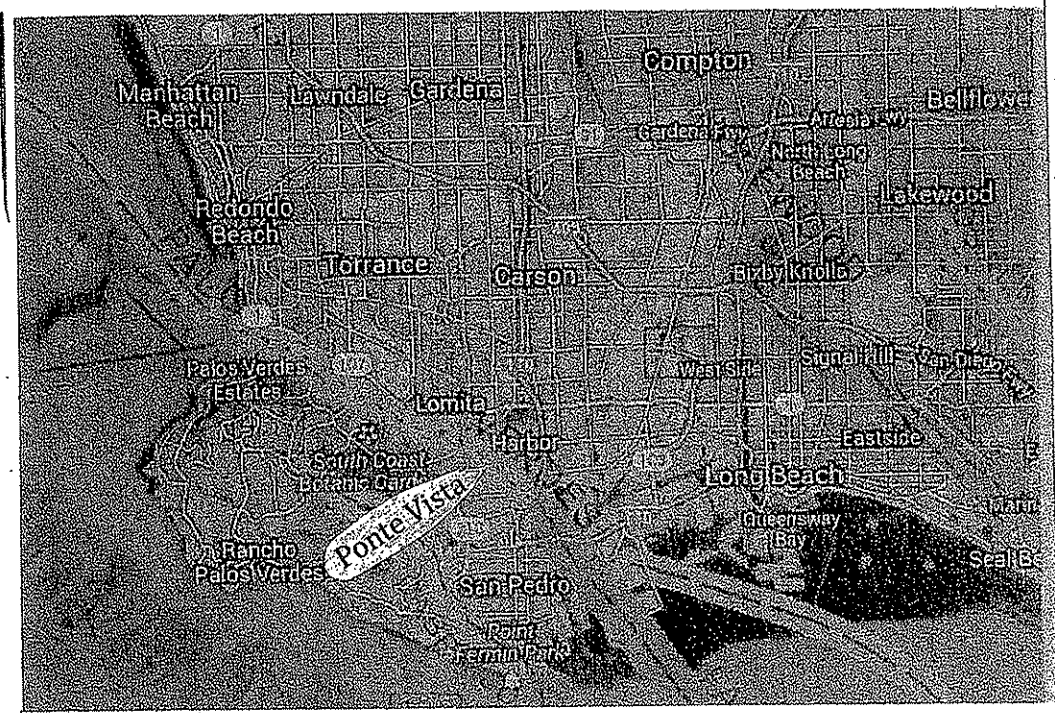 Compton
Manhattan
Beach
Lawndale
Gardena
Bellflowe
Gardena Fwy
Artesia Fwy
North Long
Beach
Lakewood
Redondo
Beach
Torrance
Carson
Bixby Knolls
Palos Verdes
Estates
West Side
Signal Hill
San Diego Fwy
Lomita
Harbor
Eastside
South Coast
Botanic Gard
Long Beach
Ponte Vista
Queensway
Bay
Rancho
Palos Verdes
Seal B
San Pedro
Point
Fermin Park